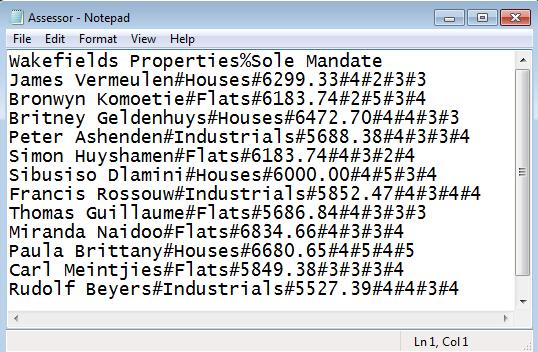 Assessor - Notepad
File Edit Format View Help
Wakefields Properties%Sole Mandate
James Vermeulen#Houses#6299.33#4#2#3#3
Bronwyn Komoetie#Flats#6183.74#2#5#3#4
Britney Geldenhuys#Houses#6472.70#4#4#3#3
Peter Ashenden#Industrials#5688.38#4#3#3#4
Simon Huyshamen#Flats#6183.74#4#3#2#4
Sibusiso Dlamini#Houses#6000.00#4#5#3#4
Francis Rossouw#Industrials#5852.47#4#3#4#4
Thomas Guillaume#Flats#5686.84#4#3#3#3
Miranda Naidoo#Flats#6834.66#4#3#3#4
Paula Brittany#Houses#6680.65#4#5#4#5
Carl Meintjies#Flats#5849.38#3#3#3#4
Rudolf Beyers#Industrials#5527.39#4#4#3#4
Ln 1, Col 1